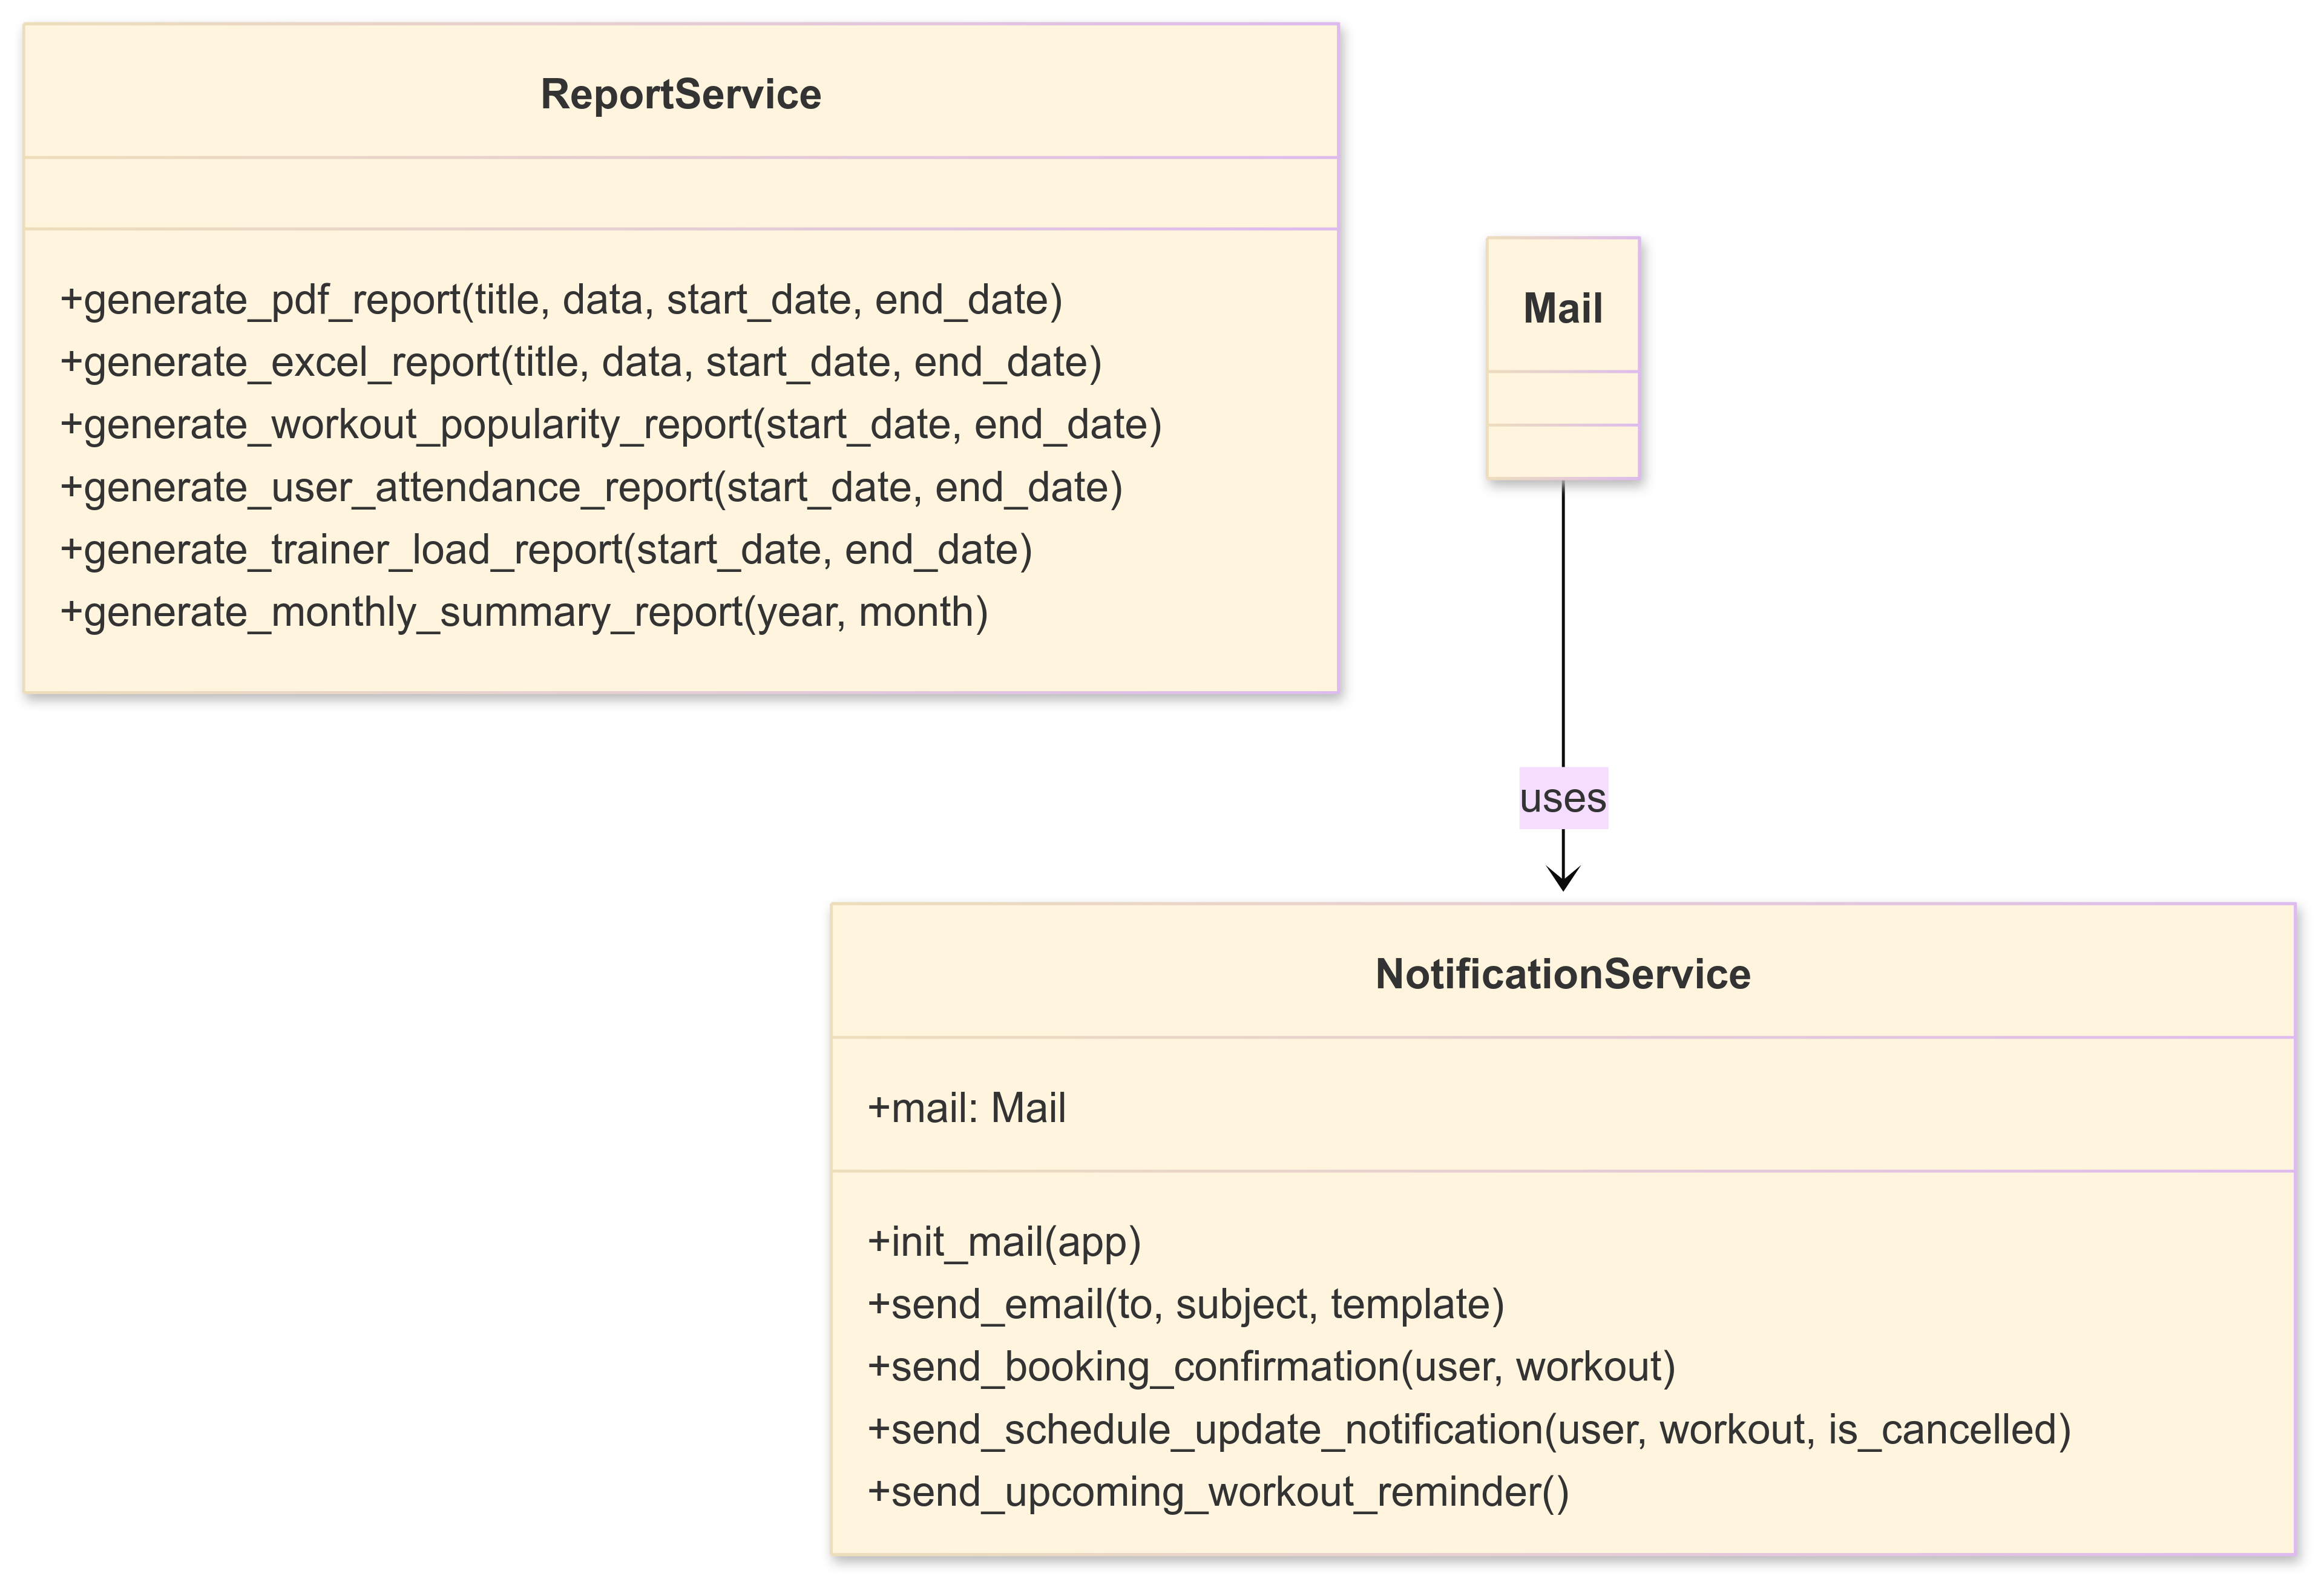 ReportService
+generate_pdf_report(title, data, start_date, end_date)
+generate_excel_report(title, data, start_date, end_date)
+generate_workout_popularity_report(start_date, end_date)
+generate_user_attendance_report(start_date, end_date)
+generate_trainer_load_report(start_date, end_date)
+generate_monthly_summary_report(year, month)
Mail
uses
NotificationService
+mail: Mail
+init_mail(app)
+send_email(to, subject, template)
+send_booking_confirmation(user, workout)
+send_schedule_update_notification(user, workout, is_cancelled)
+send_upcoming_workout_reminder()